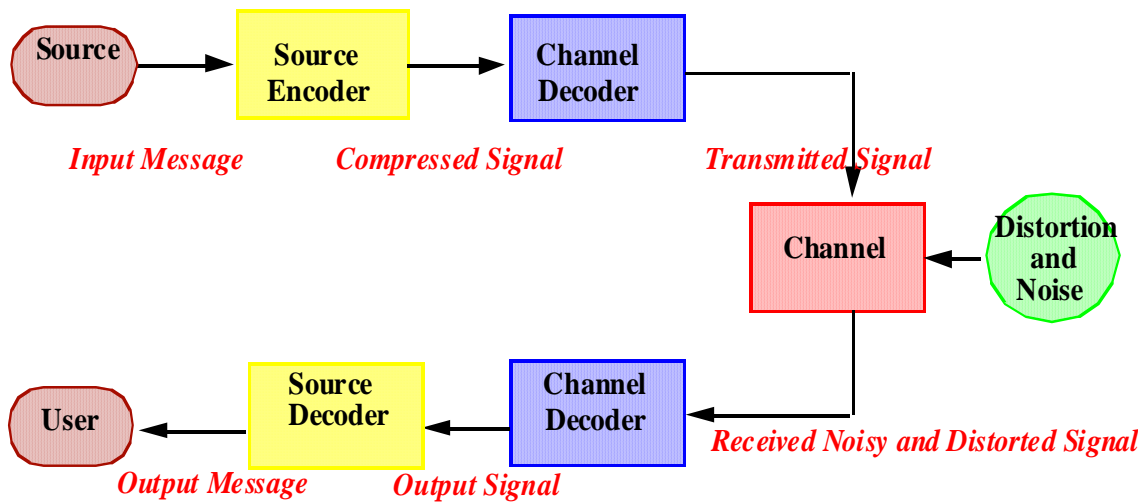 Source
Source
Encoder
Channel
Decoder
Input Message
Compressed Signal
Transmitted Signal
Channel
Distortion
and
Noise
User
Source
Decoder
Channel
Decoder
Output Message
Output Signal
Received Noisy and Distorted Signal